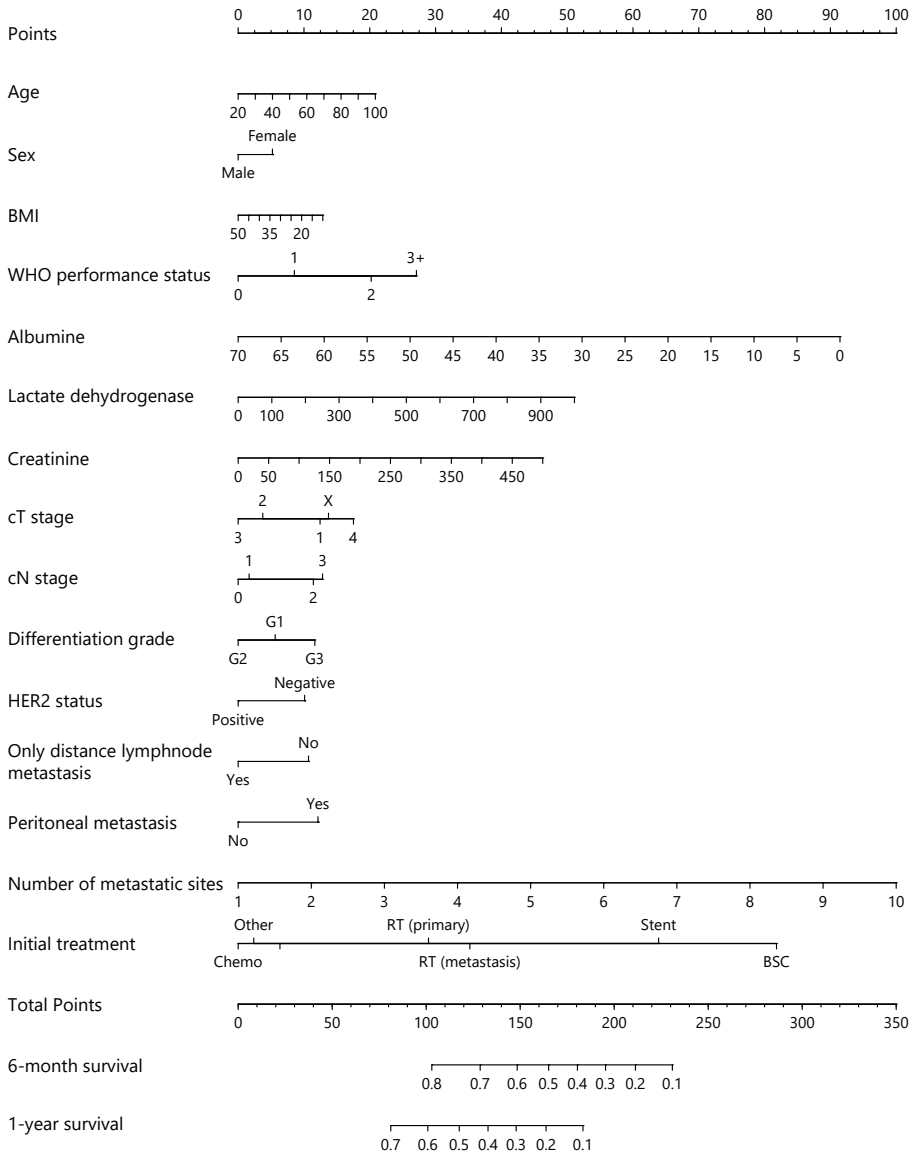 0 10 20 30 40 50 60 70 80 90 100
Points
Age
20 40 60 80 100
Female
Sex
Male
BMI
50 35 20
1 3+
WHO performance status
0 2
Albumine
70 65 60 55 50 45 40 35 30 25 20 15 10 5 0
Lactate dehydrogenase
0 100 300 500 700 900
Creatinine
0 50 150 250 350 450
2 X
cT stage
3 1 4
1 3
cN stage
0 2
G1
Differentiation grade
G2 G3
Negative
HER2 status
Positive
No
Only distance lymphnode
metastasis
Yes
Yes
Peritoneal metastasis
No
Number of metastatic sites
1 2 3 4 5 6 7 8 9 10
Other RT (primary) Stent
Initial treatment
Chemo RT (metastasis) BSC
Total Points
0 50 100 150 200 250 300 350
6-month survival
0.8 0.7 0.6 0.5 0.4 0.3 0.2 0.1
1-year survival
0.7 0.6 0.5 0.4 0.3 0.2 0.1